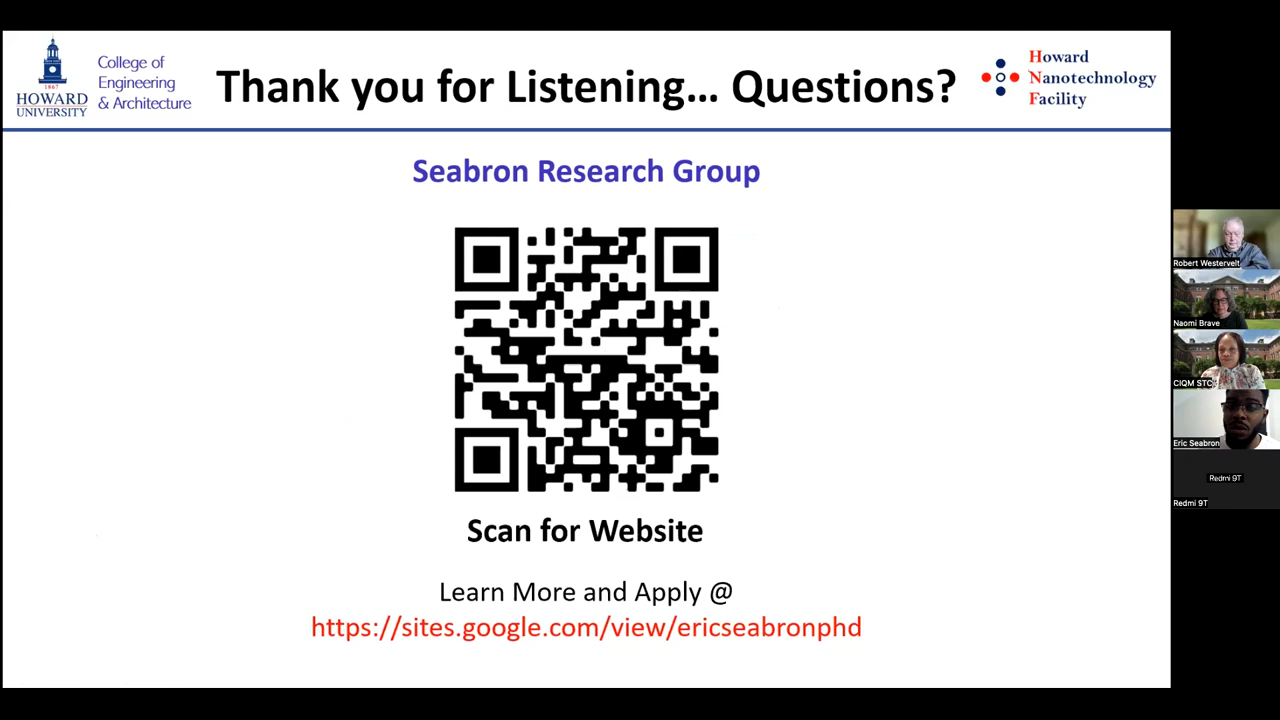 1867
HOWARD
UNIVERSITY
College of
Engineering
& Architecture
Thank you for Listening... Questions?
Howard
Nanotechnology
Facility
Seabron Research Group
Scan for Website
Learn More and Apply @
https://sites.google.com/view/ericseabronphd
Robert Westervelt
Naomi Brave
CIQM STC
Eric Seabron
Redmi 9T
Redmi 9T